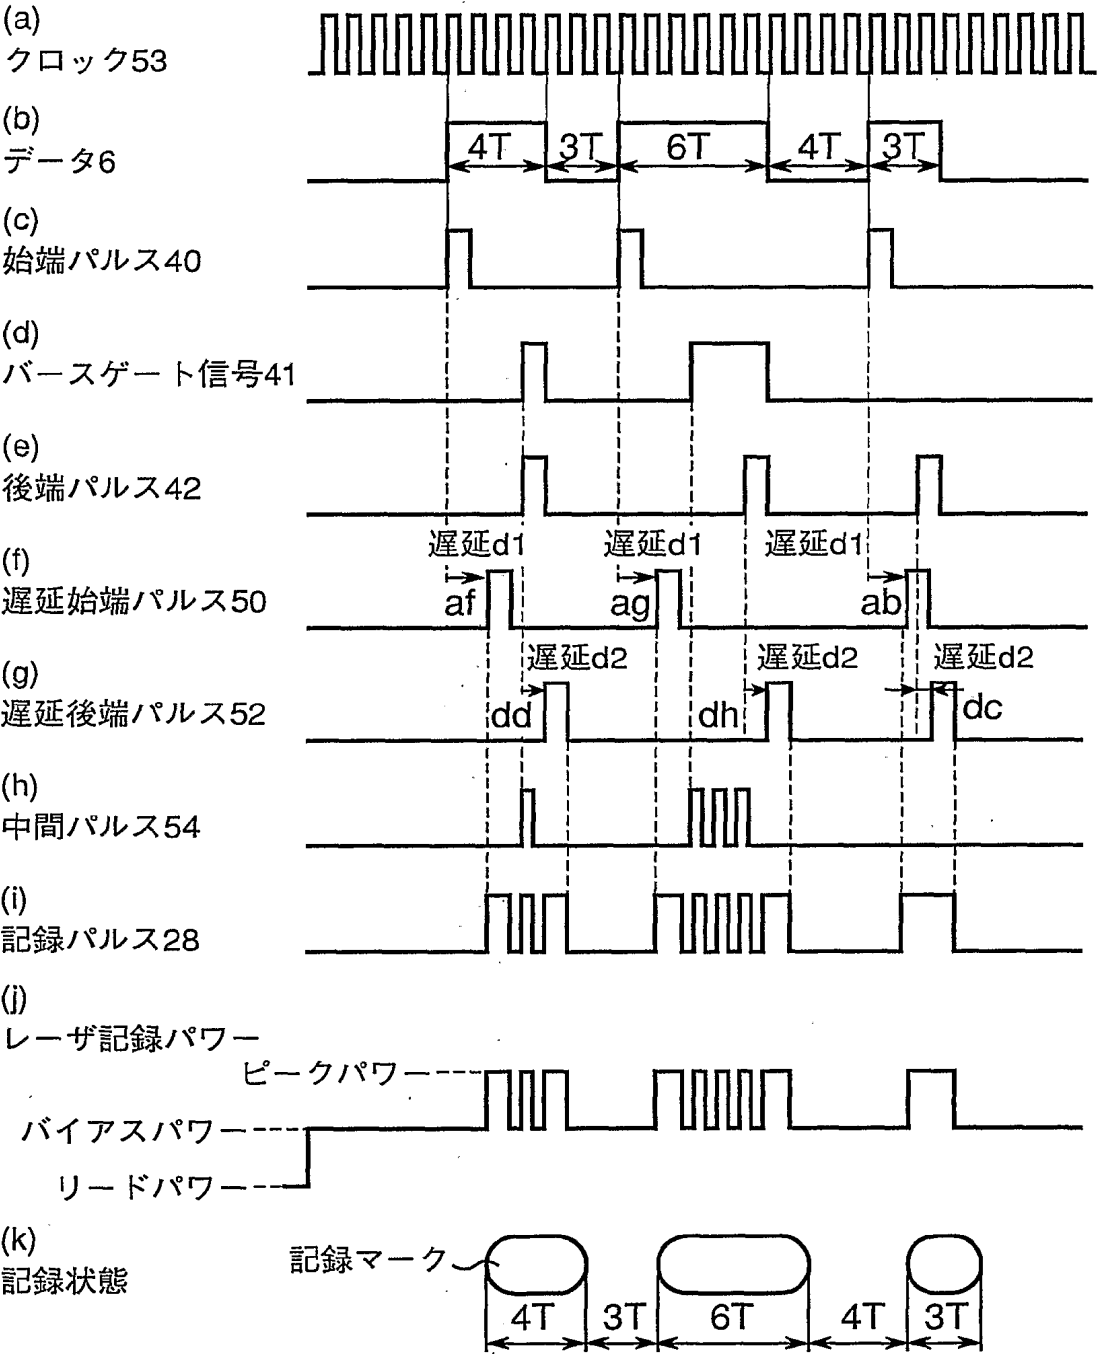 (a)
クロック53
(b)
データ6
4T 3T 6T 4T 3T
(c)
始端パルス40
(d)
バースゲート信号41
(e)
後端パルス42
(f)
遅延始端パルス50
遅延d1 遅延d1 遅延d1
af ag ab
(g)
遅延後端パルス52
遅延d2 遅延d2 遅延d2
dd dh dc
(h)
中間パルス54
(i)
記録パルス28
(j)
レーザ記録パワー
ピークパワー
バイアスパワー
リードパワー
(k)
記録状態
記録マーク
4T 3T 6T 4T 3T